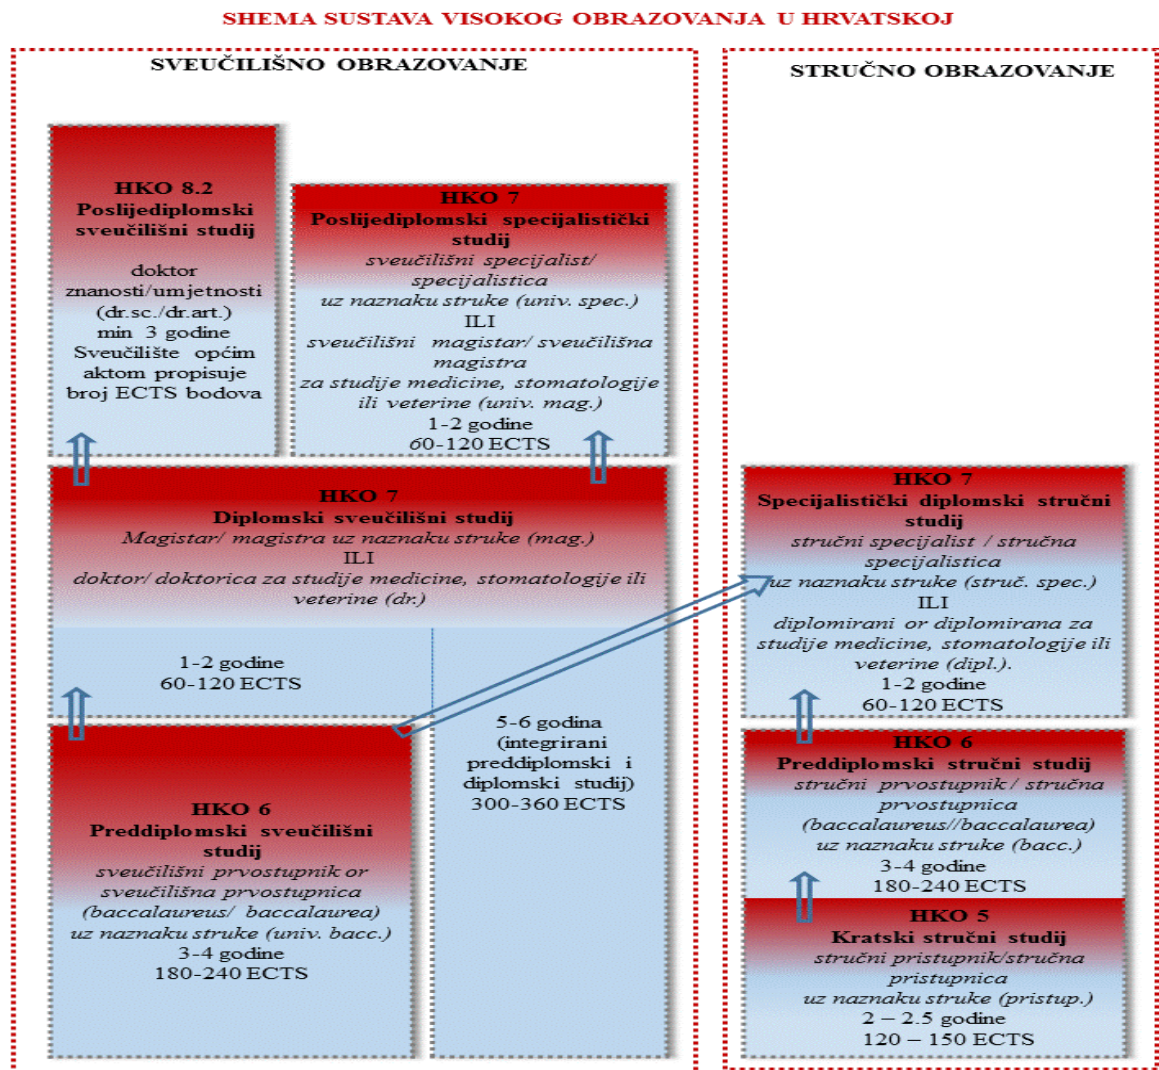 SHEMA SUSTAVA VISOKOG OBRAZOVANJA U HRVATSKOJ
SVEUČILIŠNO OBRAZOVANJE
HKO 8.2
Poslijediplomski
sveučilišni studij
doktor
znanosti/umjetnosti
(dr.sc./dr.art.)
min 3 godine
Sveučilište općim
aktom propisuje
broj ECTS bodova
HKO 7
Poslijediplomski specijalistički
studij
sveučilišni specijalist/
specijalistica
uz naznaku struke (univ. spec.)
ILI
sveučilišni magistar/ sveučilišna
magistra
za studije medicine, stomatologije
ili veterine (univ. mag.)
1-2 godine
60-120 ECTS
HKO 7
Diplomski sveučilišni studij
Magistar/ magistra uz naznaku struke (mag.)
ILI
doktor/ doktorica za studije medicine, stomatologije ili
veterine (dr.)
1-2 godine
60-120 ECTS
5-6 godina
(integrirani
preddiplomski i
diplomski studij)
300-360 ECTS
HKO 6
Preddiplomski sveučilišni
studij
sveučilišni prvostupnik or
sveučilišna prvostupnica
(baccalaureus/ baccalaurea)
uz naznaku struke (univ. bacc.)
3-4 godine
180-240 ECTS
STRUČNO OBRAZOVANJE
HKO 7
Specijalistički diplomski stručni
studij
stručni specijalist / stručna
specijalistica
uz naznaku struke (struč. spec.)
ILI
diplomirani or diplomirana za
studije medicine, stomatologije ili
veterine (dipl.).
1-2 godine
60-120 ECTS
HKO 6
Preddiplomski stručni studij
stručni prvostupnik / stručna
prvostupnica
(baccalaureus//baccalaurea)
uz naznaku struke (bacc.)
3-4 godine
180-240 ECTS
HKO 5
Kratski stručni studij
stručni pristupnik/stručna
pristupnica
uz naznaku struke (pristup.)
2 – 2.5 godine
120 – 150 ECTS